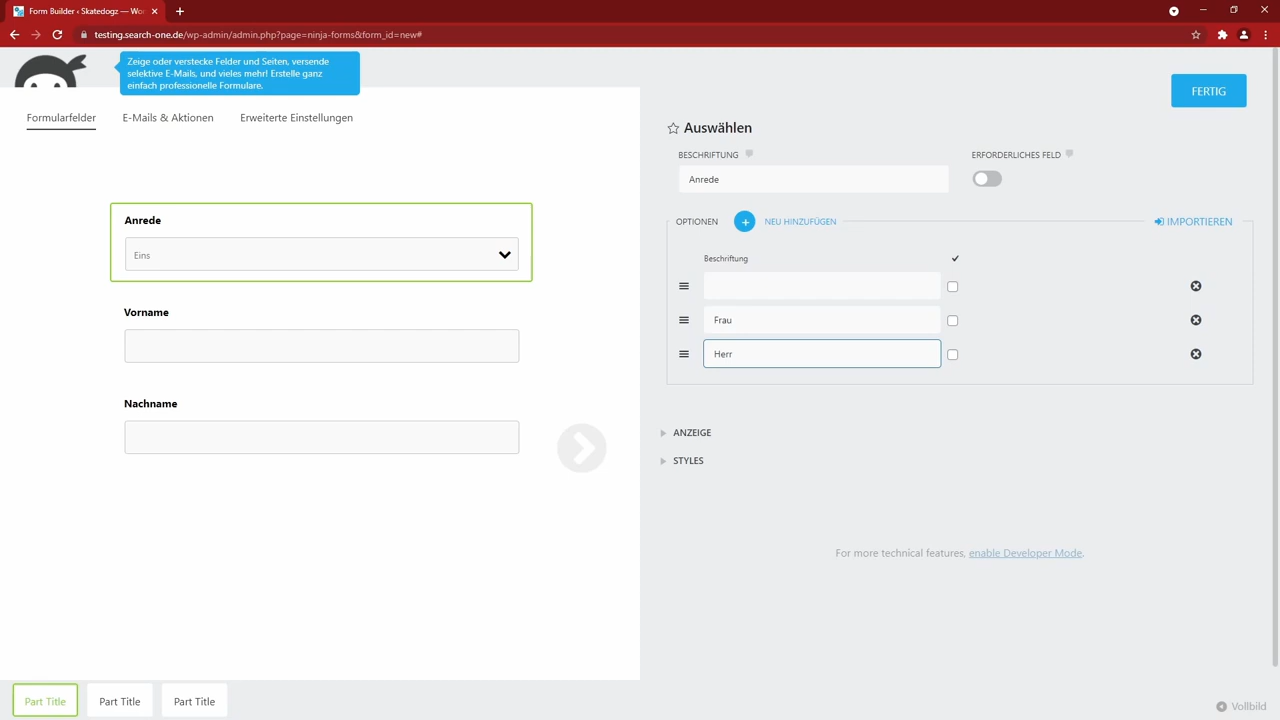 Form Builder ‹ Skatedogz — Wo
testing.search-one.de/wp-admin/admin.php?page=ninja-forms&form_id=new#
Zeige oder verstecke Felder und Seiten, versende
selektive E-Mails, und vieles mehr! Erstelle ganz
einfach professionelle Formulare.
FERTIG
Formularfelder
E-Mails & Aktionen
Erweiterte Einstellungen
Auswählen
BESCHRIFTUNG
ERFORDERLICHES FELD
Anrede
Anrede
Eins
Vorname
Nachname
OPTIONEN
NEU HINZUFÜGEN
IMPORTIEREN
Beschriftung
Frau
Herr
ANZEIGE
STYLES
For more technical features, enable Developer Mode.
Part Title
Part Title
Part Title
Vollbild